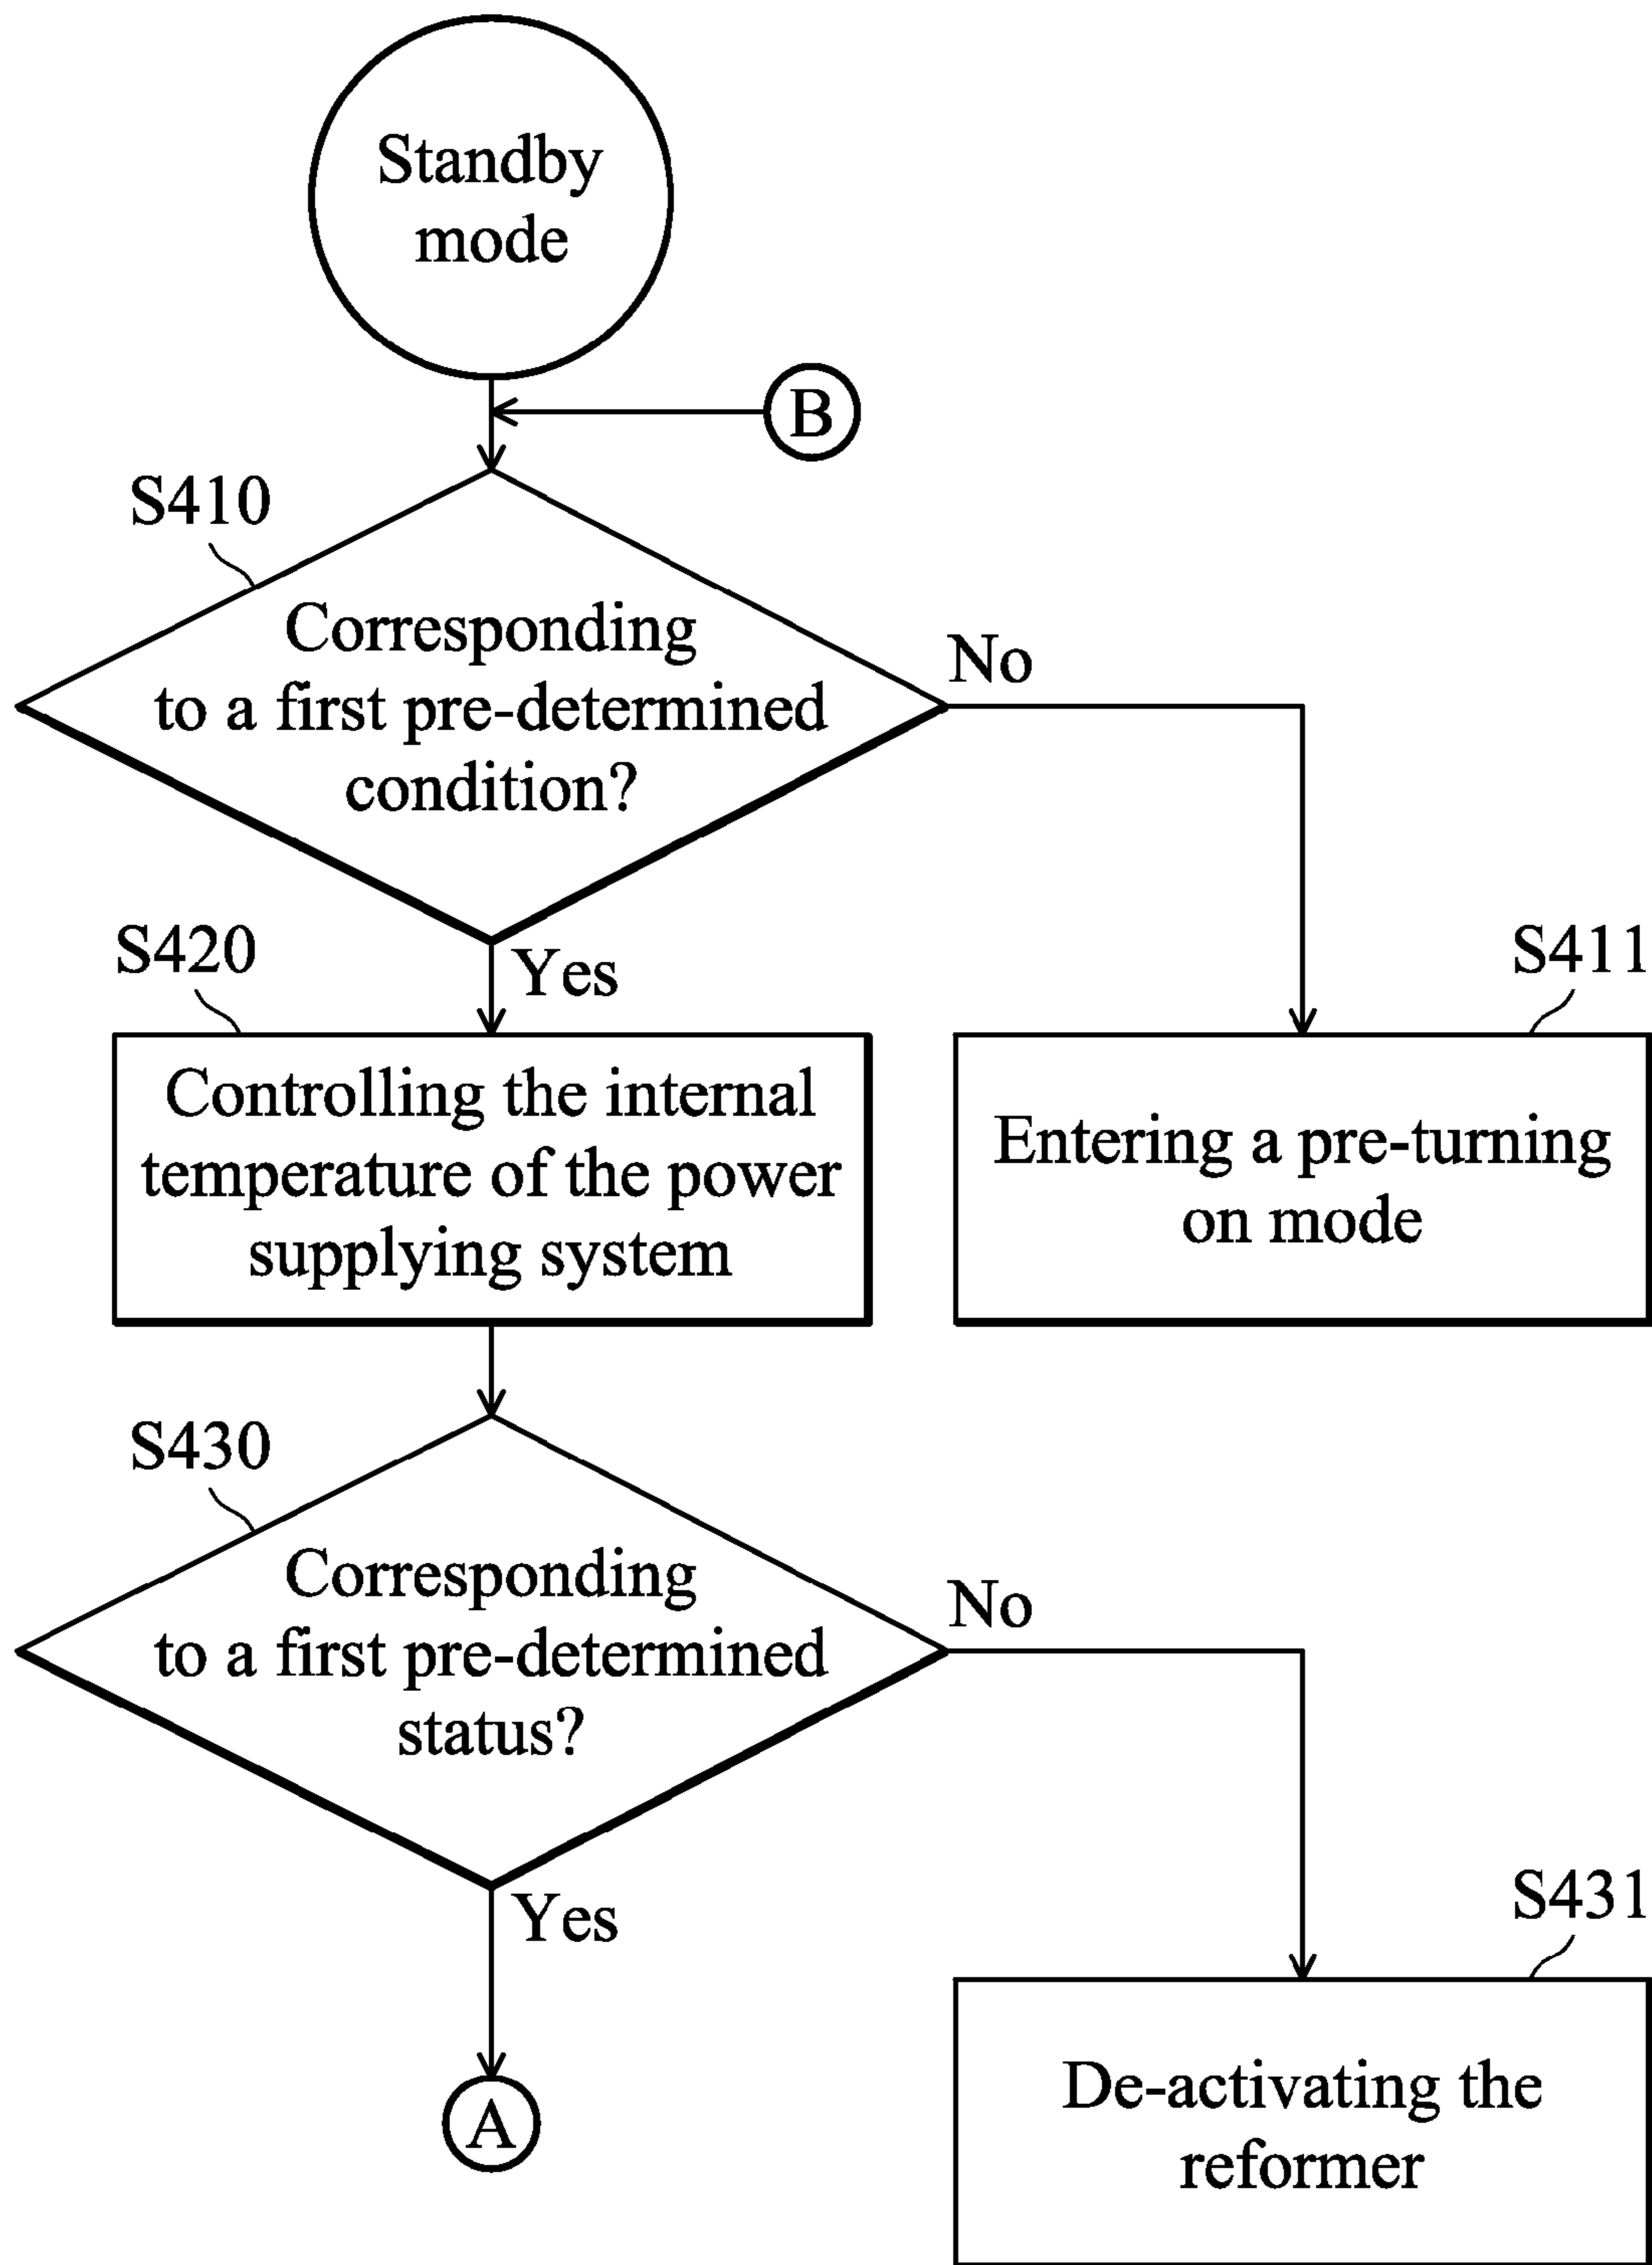 Standby
mode
B
S410
Corresponding
to a first pre-determined
condition?
No
Yes
S420
Controlling the internal
temperature of the power
supplying system
S411
Entering a pre-turning
on mode
S430
Corresponding
to a first pre-determined
status?
No
Yes
A
S431
De-activating the
reformer